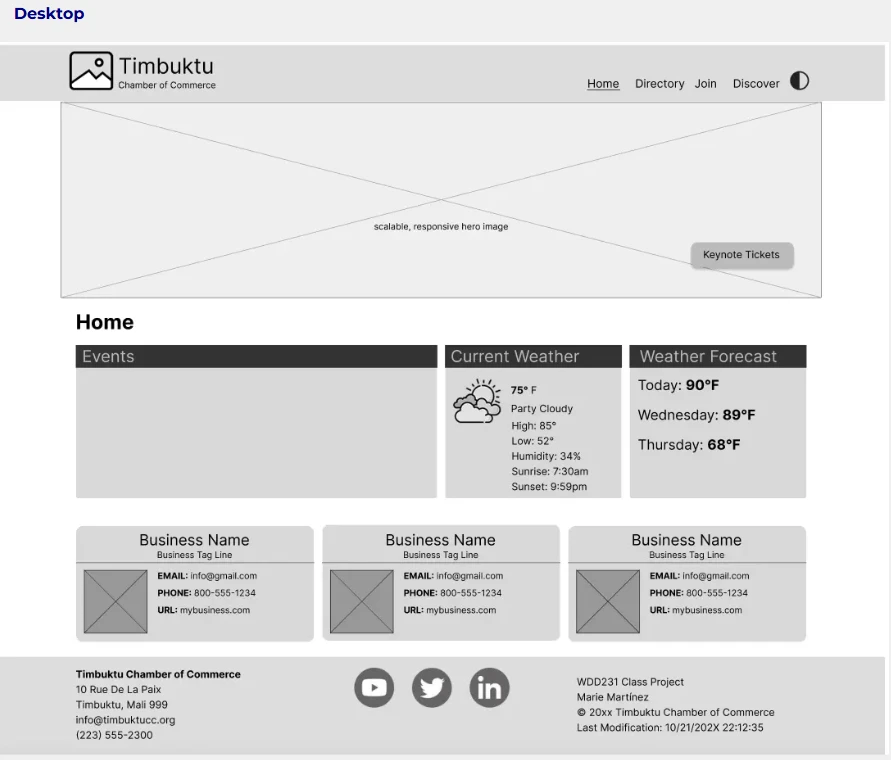 Desktop
Timbuktu
Chamber of Commerce
Home Directory Join Discover
scalable, responsive hero image
Keynote Tickets
Home
Events
Current Weather
75° F
Party Cloudy
High: 85°
Low: 52°
Humidity: 34%
Sunrise: 7:30am
Sunset: 9:59pm
Weather Forecast
Today: 90°F
Wednesday: 89°F
Thursday: 68°F
Business Name
Business Tag Line
EMAIL: info@gmail.com
PHONE: 800-555-1234
URL: mybusiness.com
Business Name
Business Tag Line
EMAIL: info@gmail.com
PHONE: 800-555-1234
URL: mybusiness.com
Business Name
Business Tag Line
EMAIL: info@gmail.com
PHONE: 800-555-1234
URL: mybusiness.com
Timbuktu Chamber of Commerce
10 Rue De La Paix
Timbuktu, Mali 999
info@timbuktucc.org
(223) 555-2300
in
WDD231 Class Project
Marie Martínez
© 20xx Timbuktu Chamber of Commerce
Last Modification: 10/21/202X 22:12:35